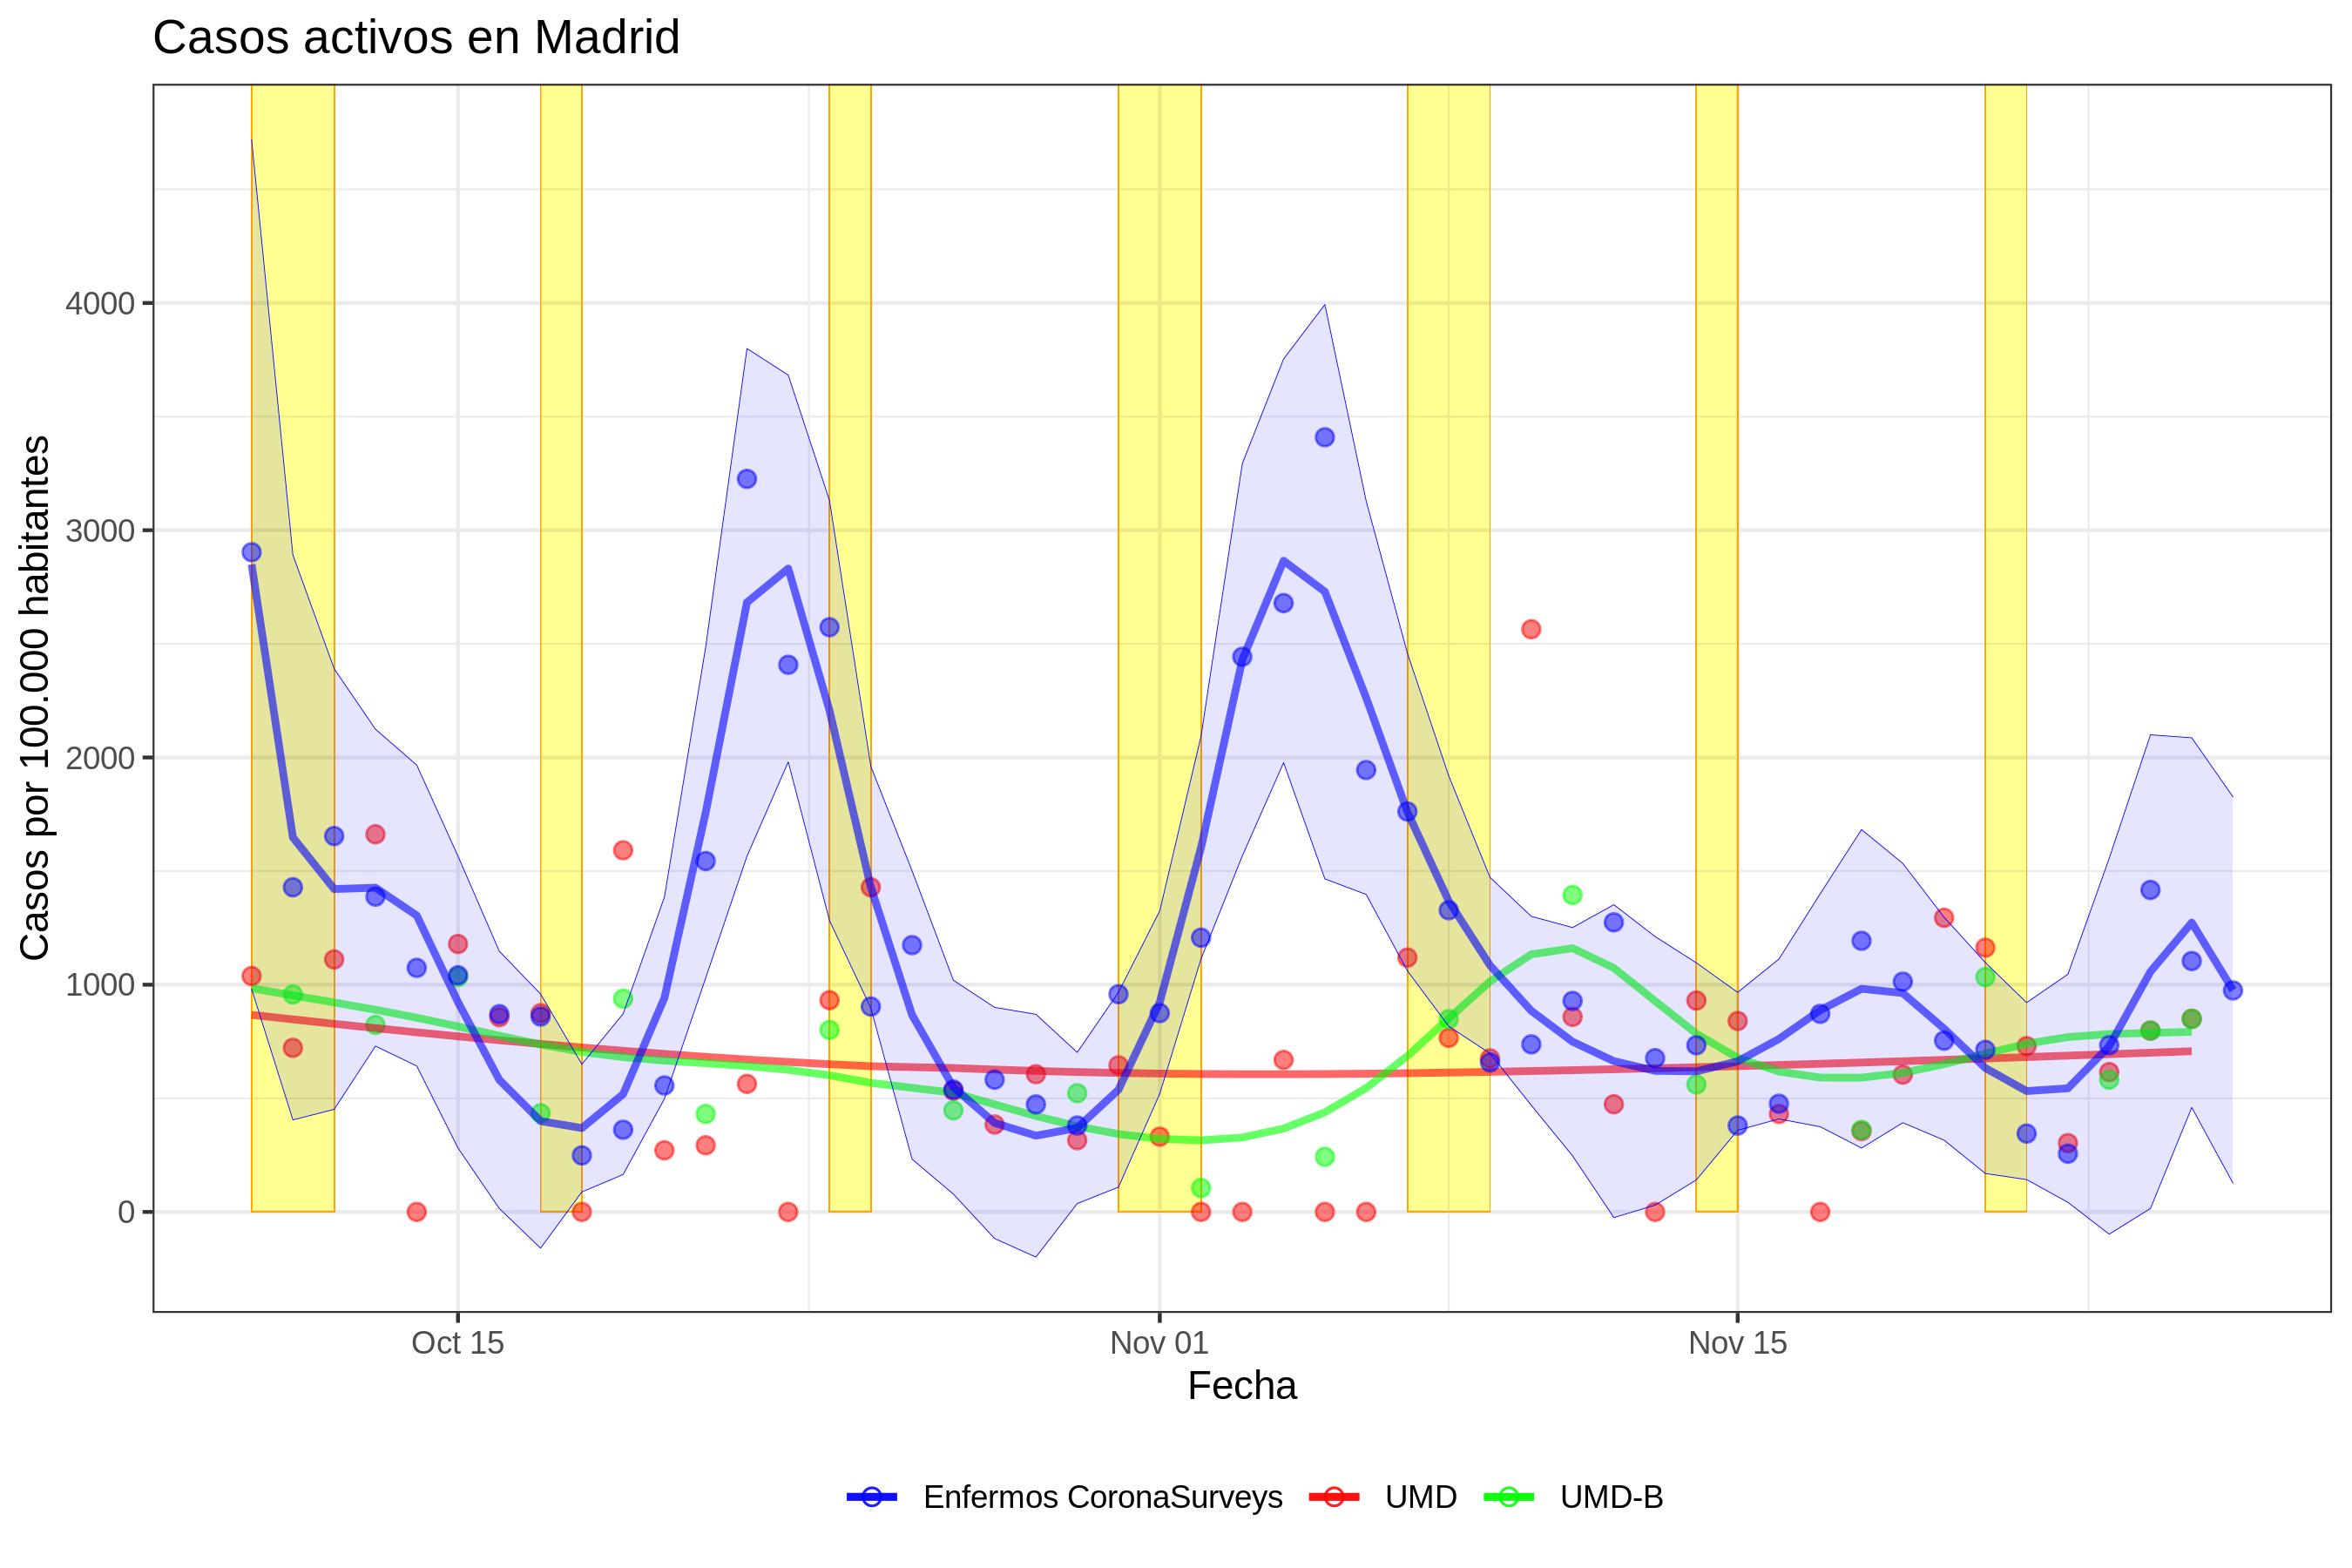 Casos activos en Madrid
Casos por 100.000 habitantes
4000
3000
2000
1000
0
Oct 15
Nov 01
Nov 15
Fecha
Enfermos CoronaSurveys
UMD
UMD-B